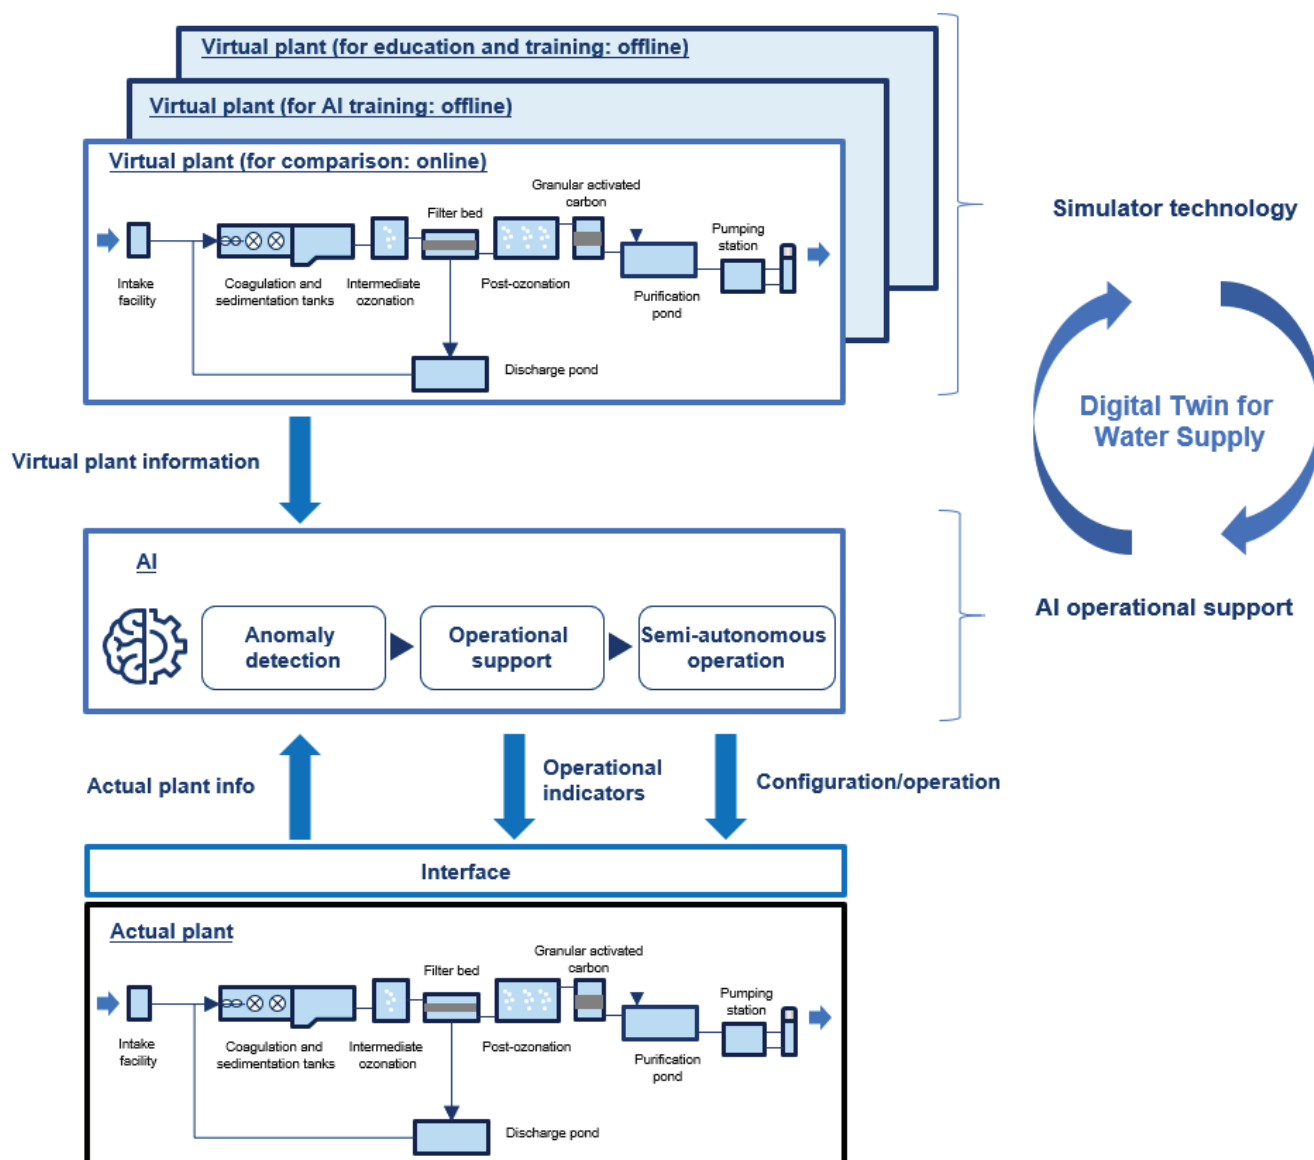 Virtual plant (for education and training: offline)
Virtual plant (for AI training: offline)
Virtual plant (for comparison: online)
Granular activated
carbon
Filter bed
Pumping
station
Intake
facility
Coagulation and
sedimentation tanks
Intermediate
ozonation
Post-ozonation
Purification
pond
Discharge pond
Simulator technology
Digital Twin for
Water Supply
AI operational support
Virtual plant information
AI
Anomaly
detection
Operational
support
Semi-autonomous
operation
Actual plant info
Operational
indicators
Configuration/operation
Interface
Actual plant
Granular activated
carbon
Filter bed
Pumping
station
Intake
facility
Coagulation and
sedimentation tanks
Intermediate
ozonation
Post-ozonation
Purification
pond
Discharge pond